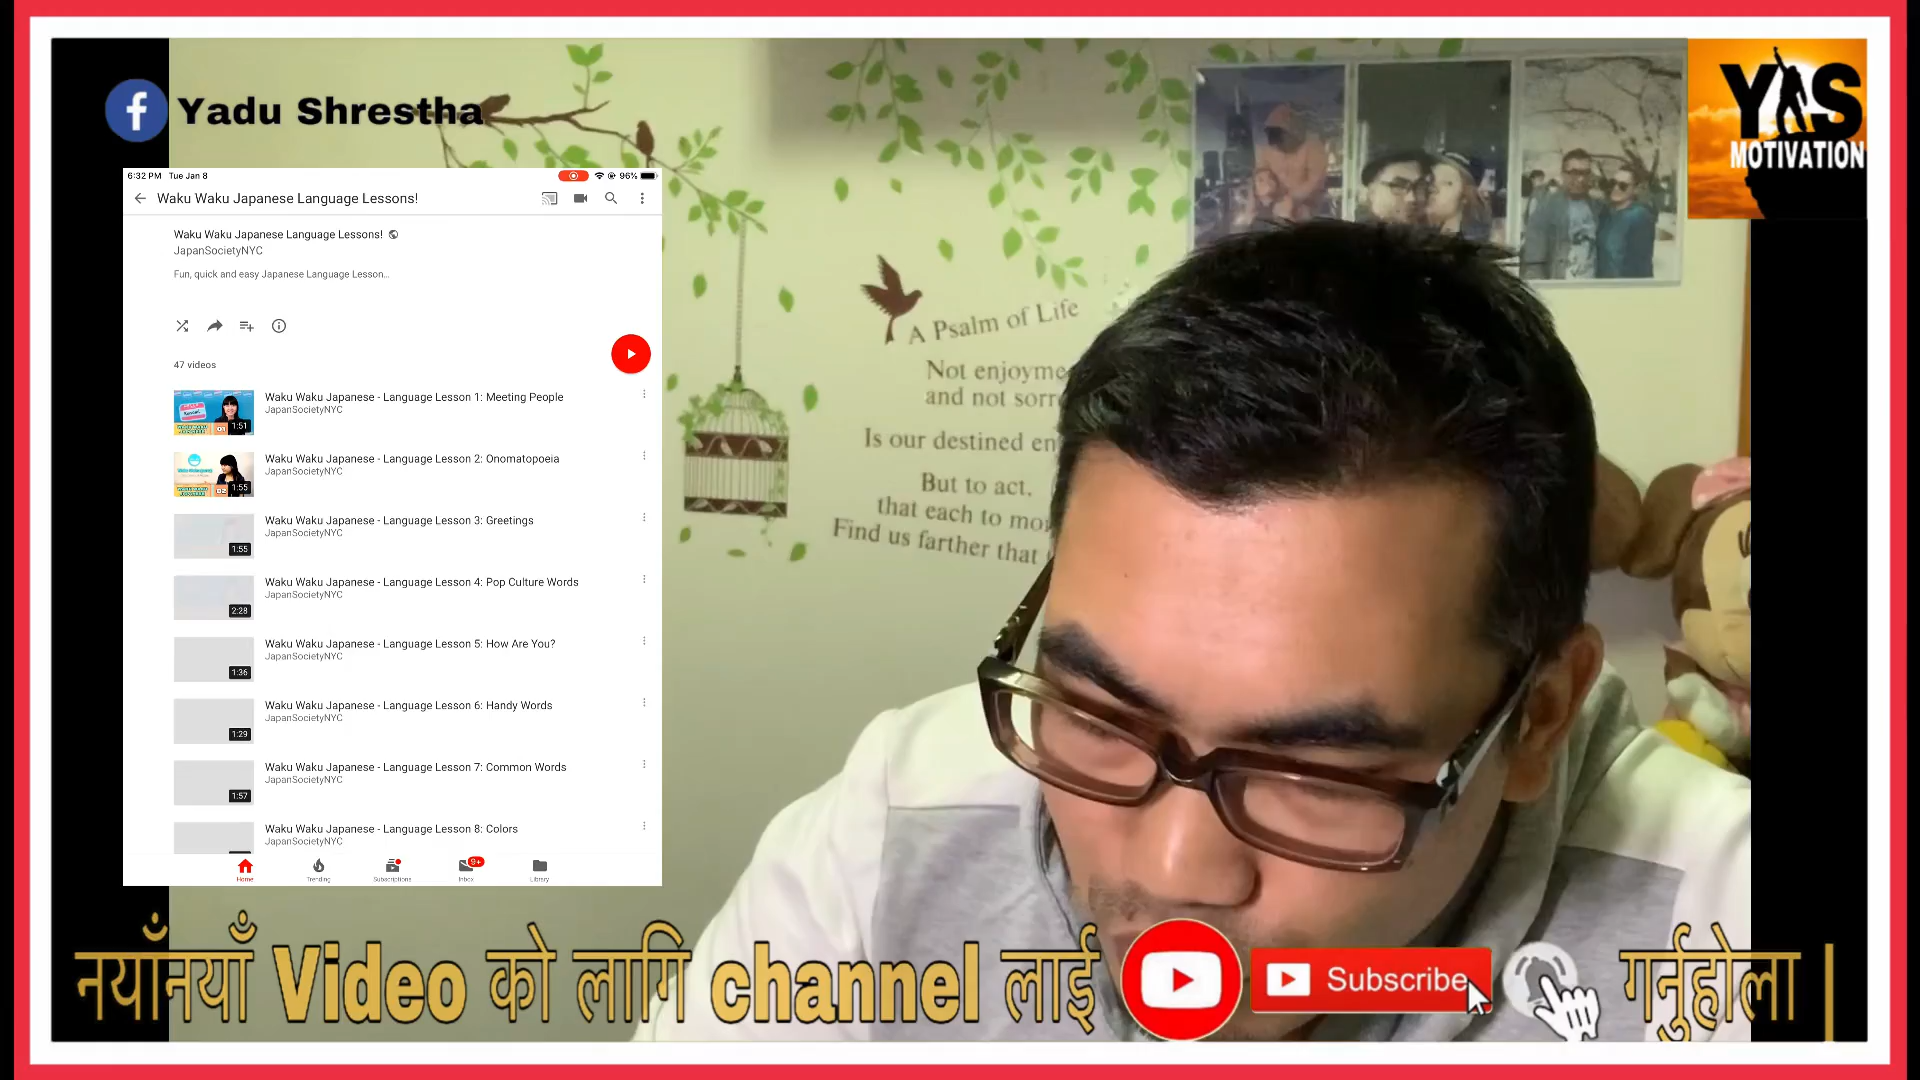 Yadu Shrestha
YAS
MOTIVATION
6:32 PM Tue Jan 8
96%
Waku Waku Japanese Language Lessons!
Waku Waku Japanese Language Lessons!
JapanSocietyNYC
Fun, quick and easy Japanese Language Lesson...
47 videos
Waku Waku Japanese - Language Lesson 1: Meeting People
JapanSocietyNYC
1:51
Waku Waku Japanese - Language Lesson 2: Onomatopoeia
JapanSocietyNYC
1:55
Waku Waku Japanese - Language Lesson 3: Greetings
JapanSocietyNYC
1:55
Waku Waku Japanese - Language Lesson 4: Pop Culture Words
JapanSocietyNYC
2:28
Waku Waku Japanese - Language Lesson 5: How Are You?
JapanSocietyNYC
1:36
Waku Waku Japanese - Language Lesson 6: Handy Words
JapanSocietyNYC
1:29
Waku Waku Japanese - Language Lesson 7: Common Words
JapanSocietyNYC
1:57
Waku Waku Japanese - Language Lesson 8: Colors
JapanSocietyNYC
9+
Home Trending Subscriptions Inbox Library
A Psalm of Life
Not enjoyme
and not sorr
Is our destined en
But to act,
that each to mo
Find us farther that
नयाँनयाँ Video को लागि channel लाई Subscribe गर्नुहोला |